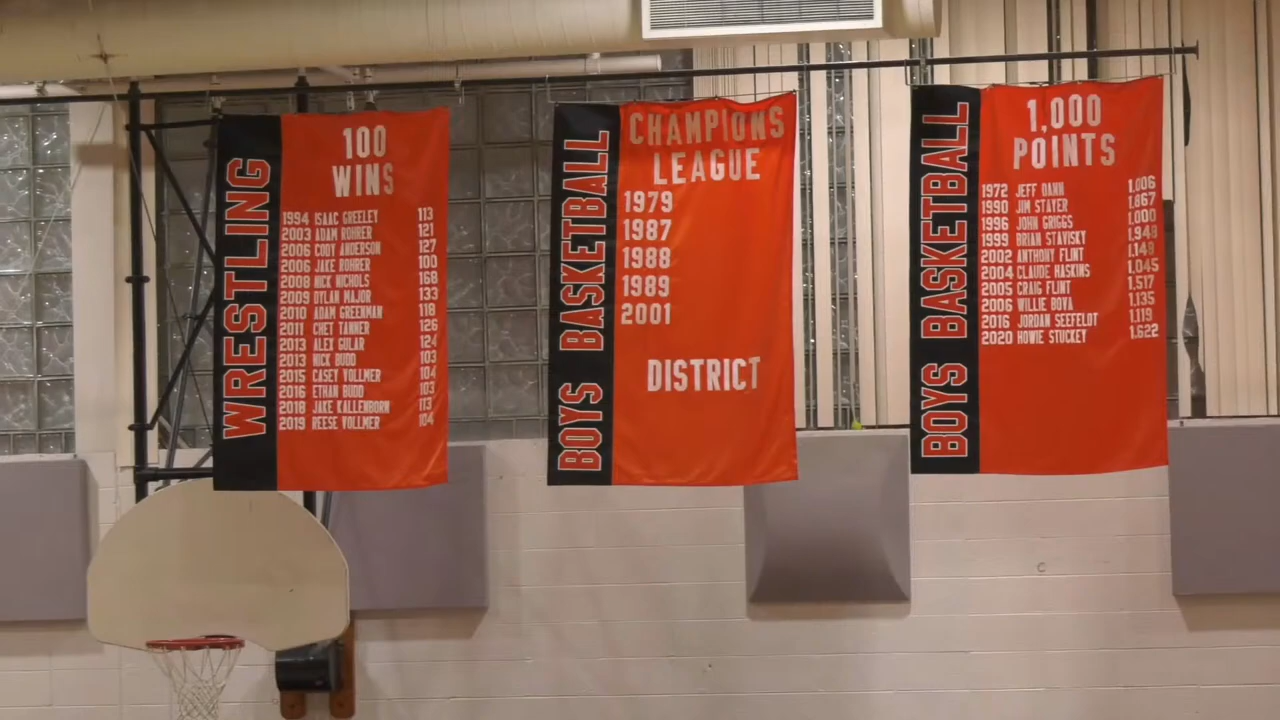 WRESTLING
100
WINS
1994 ISAAC GREELEY 113
2003 ADAM ROHRER 121
2006 CODY ANDERSON 127
2006 JAKE ROHRER 100
2008 NICK NICHOLS 168
2009 DYLAN MAJOR 133
2010 ADAM GREENMAN 118
2011 CHET TANNER 126
2013 ALEX GULAR 124
2013 NICK BUDD 103
2015 CASEY VOLLMER 104
2016 ETHAN BUDD 103
2018 JAKE KALLENBORN 113
2019 REESE VOLLMER 104
BOYS BASKETBALL
CHAMPIONS
LEAGUE
1979
1987
1988
1989
2001
DISTRICT
BOYS BASKETBALL
1,000
POINTS
1972 JEFF DANN 1,006
1990 JIM STAYER 1,867
1996 JOHN GRIGGS 1,000
1999 BRIAN STAVISKY 1,948
2002 ANTHONY FLINT 1,149
2004 CLAUDE HASKINS 1,045
2005 CRAIG FLINT 1,517
2006 WILLIE BOVA 1,135
2016 JORDAN SEEFELDT 1,119
2020 HOWIE STUCKEY 1,622